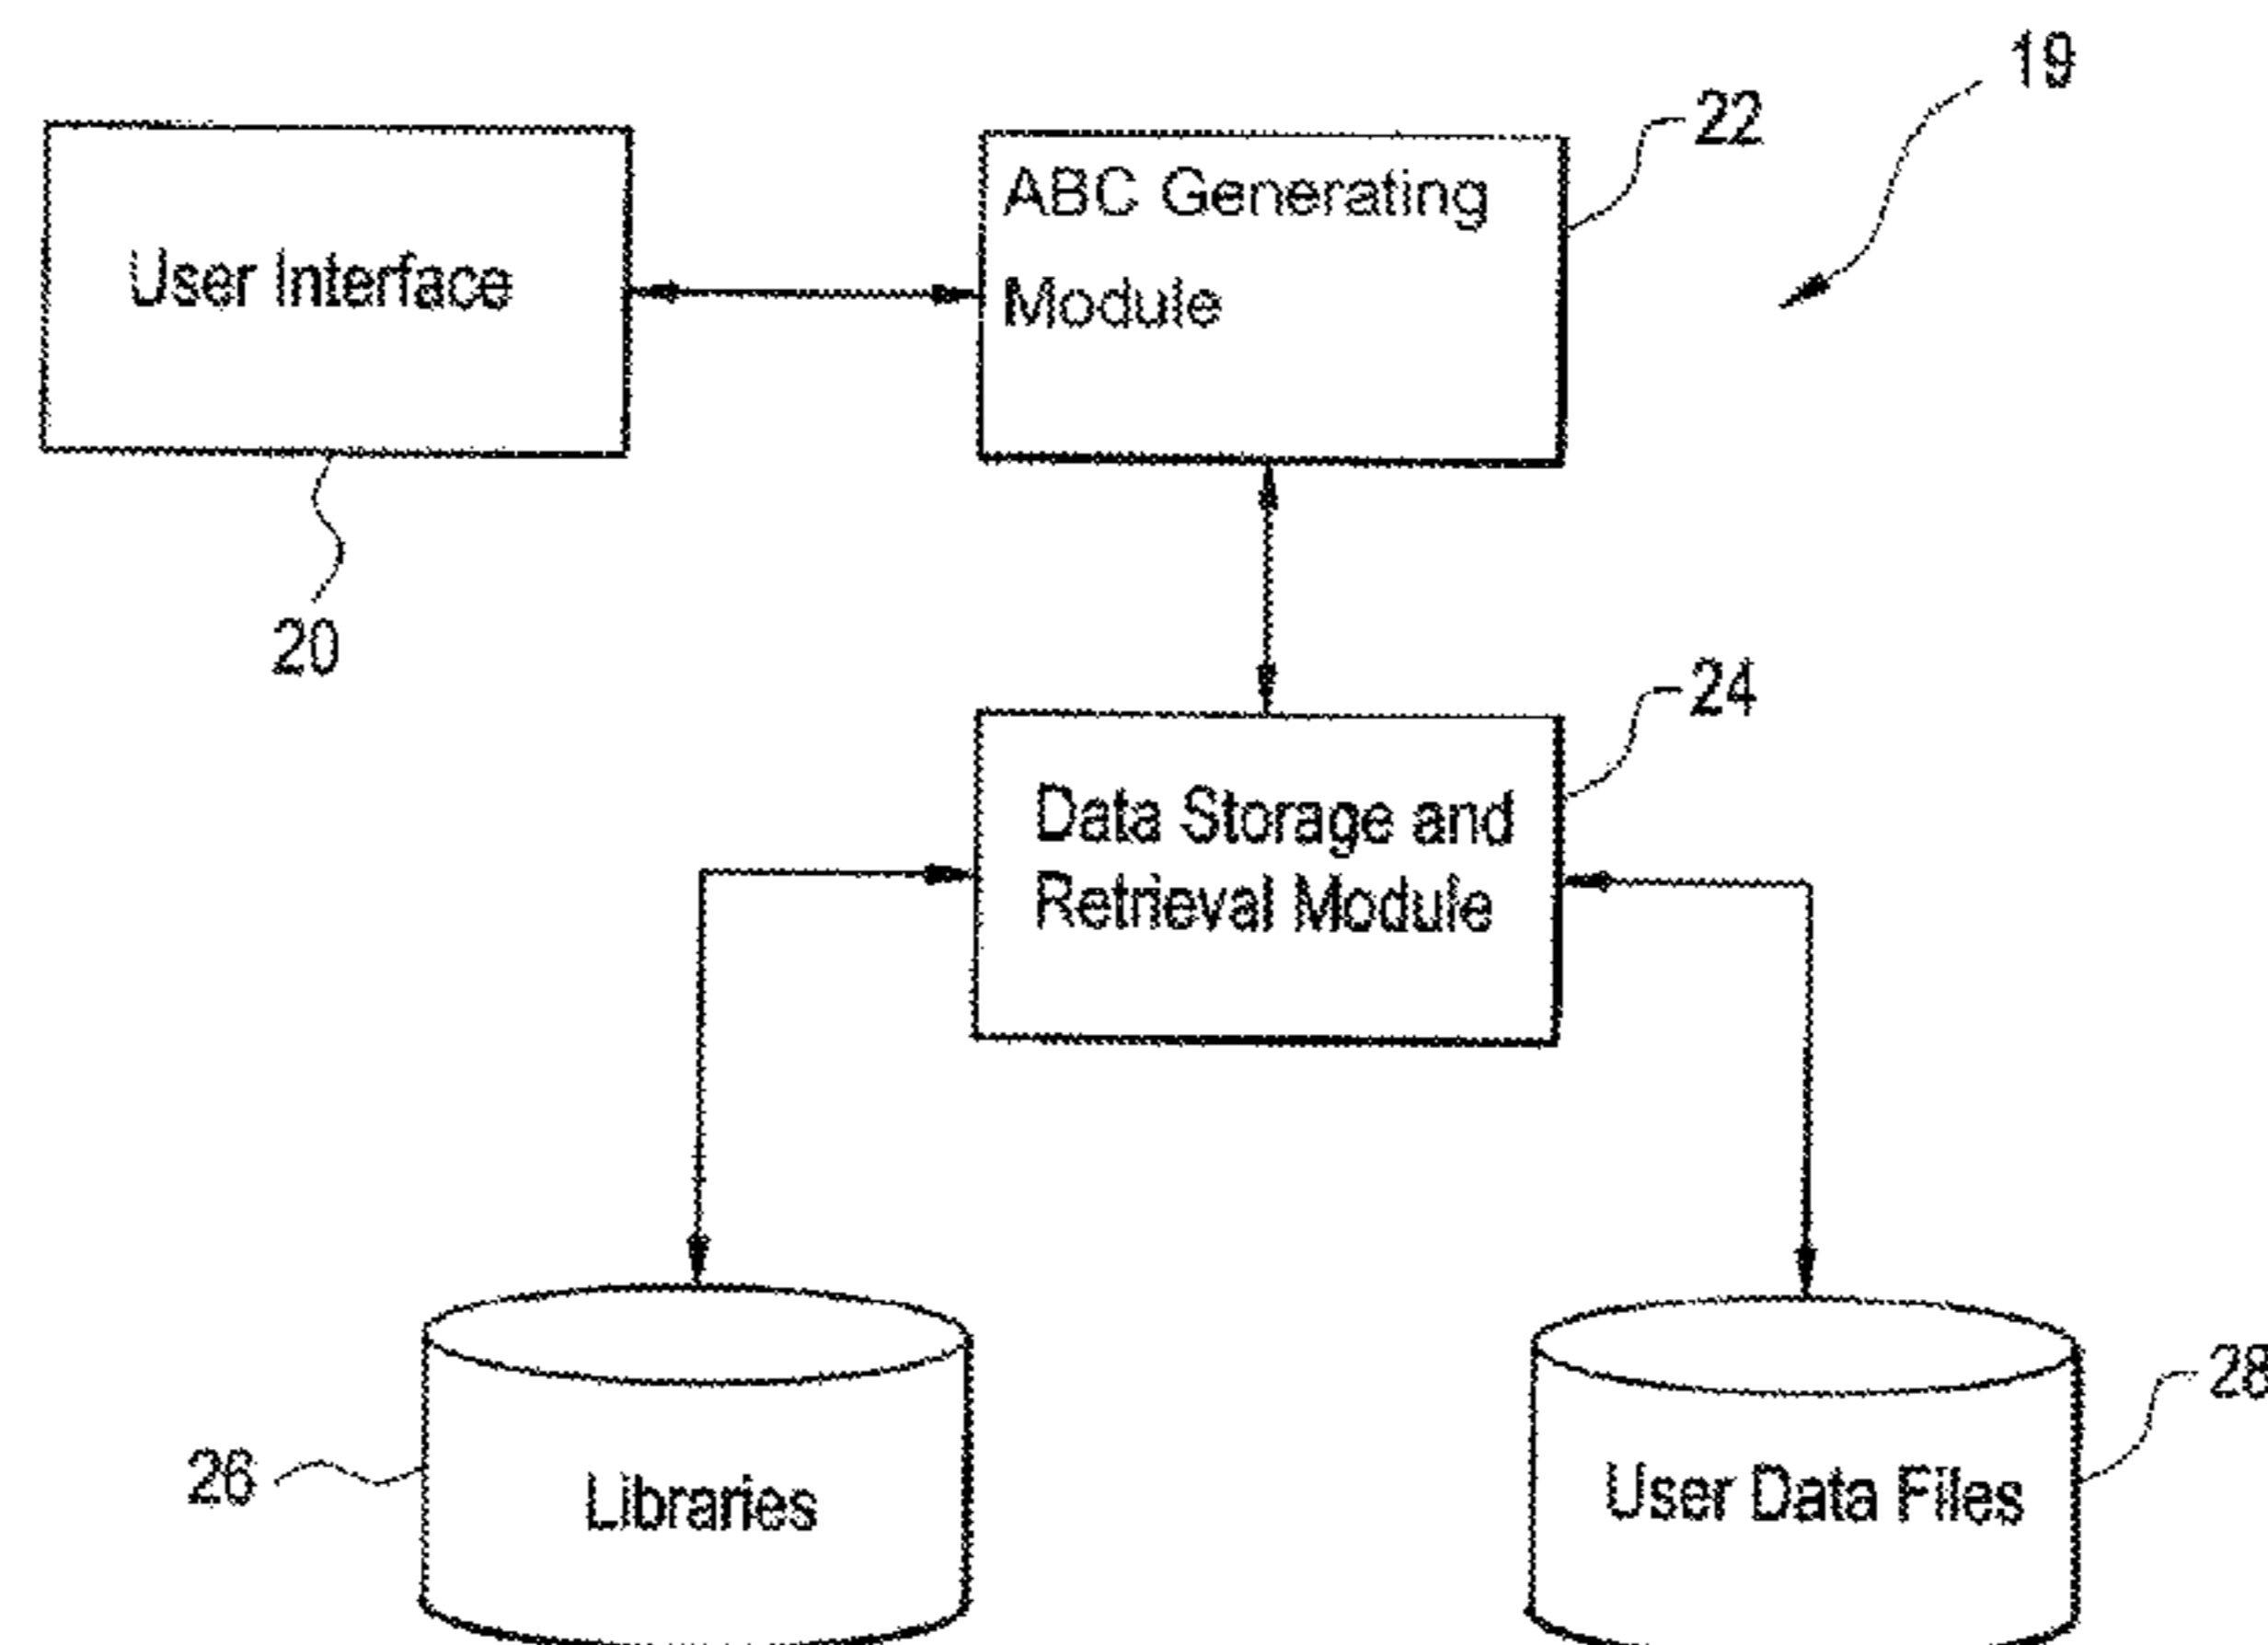 19
22
User Interface
ABC Generating
Module
20
24
Data Storage and
Retrieval Module
26
Libraries
28
User Data Files